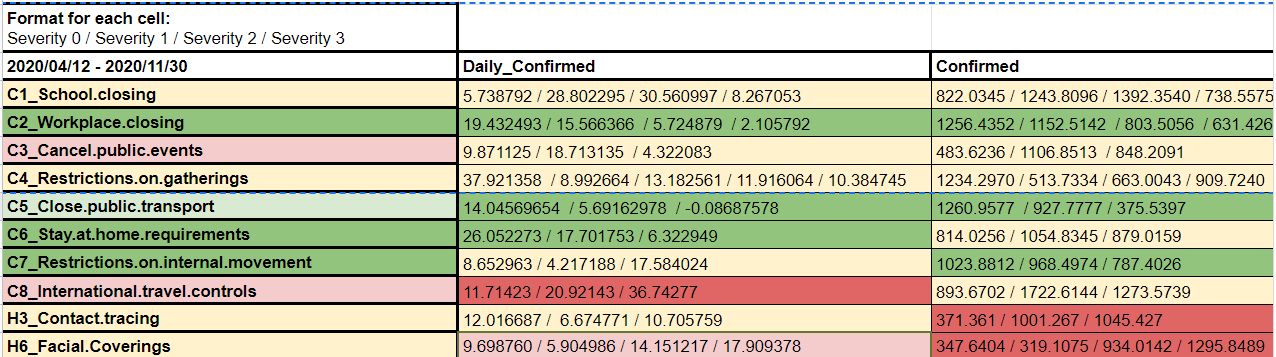 Format for each cell:
Severity 0 / Severity 1 / Severity 2 / Severity 3
2020/04/12 - 2020/11/30 Daily_Confirmed Confirmed
C1_School.closing 5.738792 / 28.802295 / 30.560997 / 8.267053 822.0345 / 1243.8096 / 1392.3540 / 738.5575
C2_Workplace.closing 19.432493 / 15.566366 / 5.724879 / 2.105792 1256.4352 / 1152.5142 / 803.5056 / 631.426
C3_Cancel.public.events 9.871125 / 18.713135 / 4.322083 483.6236 / 1106.8513 / 848.2091
C4_Restrictions.on.gatherings 37.921358 / 8.992664 / 13.182561 / 11.916064 / 10.384745 1234.2970 / 513.7334 / 663.0043 / 909.7240
C5_Close.public.transport 14.04569654 / 5.69162978 / -0.08687578 1260.9577 / 927.7777 / 375.5397
C6_Stay.at.home.requirements 26.052273 / 17.701753 / 6.322949 814.0256 / 1054.8345 / 879.0159
C7_Restrictions.on.internal.movement 8.652963 / 4.217188 / 17.584024 1023.8812 / 968.4974 / 787.4026
C8_International.travel.controls 11.71423 / 20.92143 / 36.74277 893.6702 / 1722.6144 / 1273.5739
H3_Contact.tracing 12.016687 / 6.674771 / 10.705759 371.361 / 1001.267 / 1045.427
H6_Facial.Coverings 9.698760 / 5.904986 / 14.151217 / 17.909378 347.6404 / 319.1075 / 934.0142 / 1295.8489